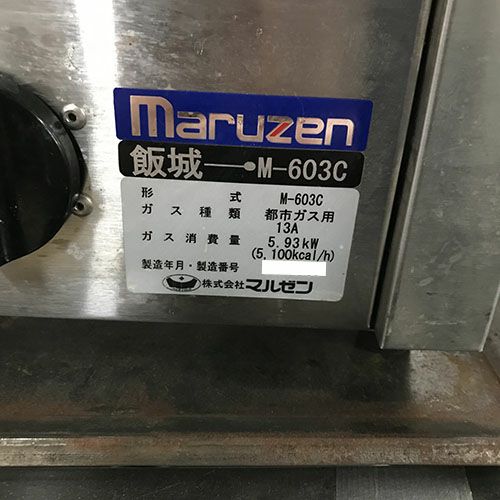 maruzen
飯城 M-603C
形式 M-603C
ガス種類 都市ガス用
13A
ガス消費量 5.93kW
(5,100kcal/h)
製造年月・製造番号
株式会社マルゼン